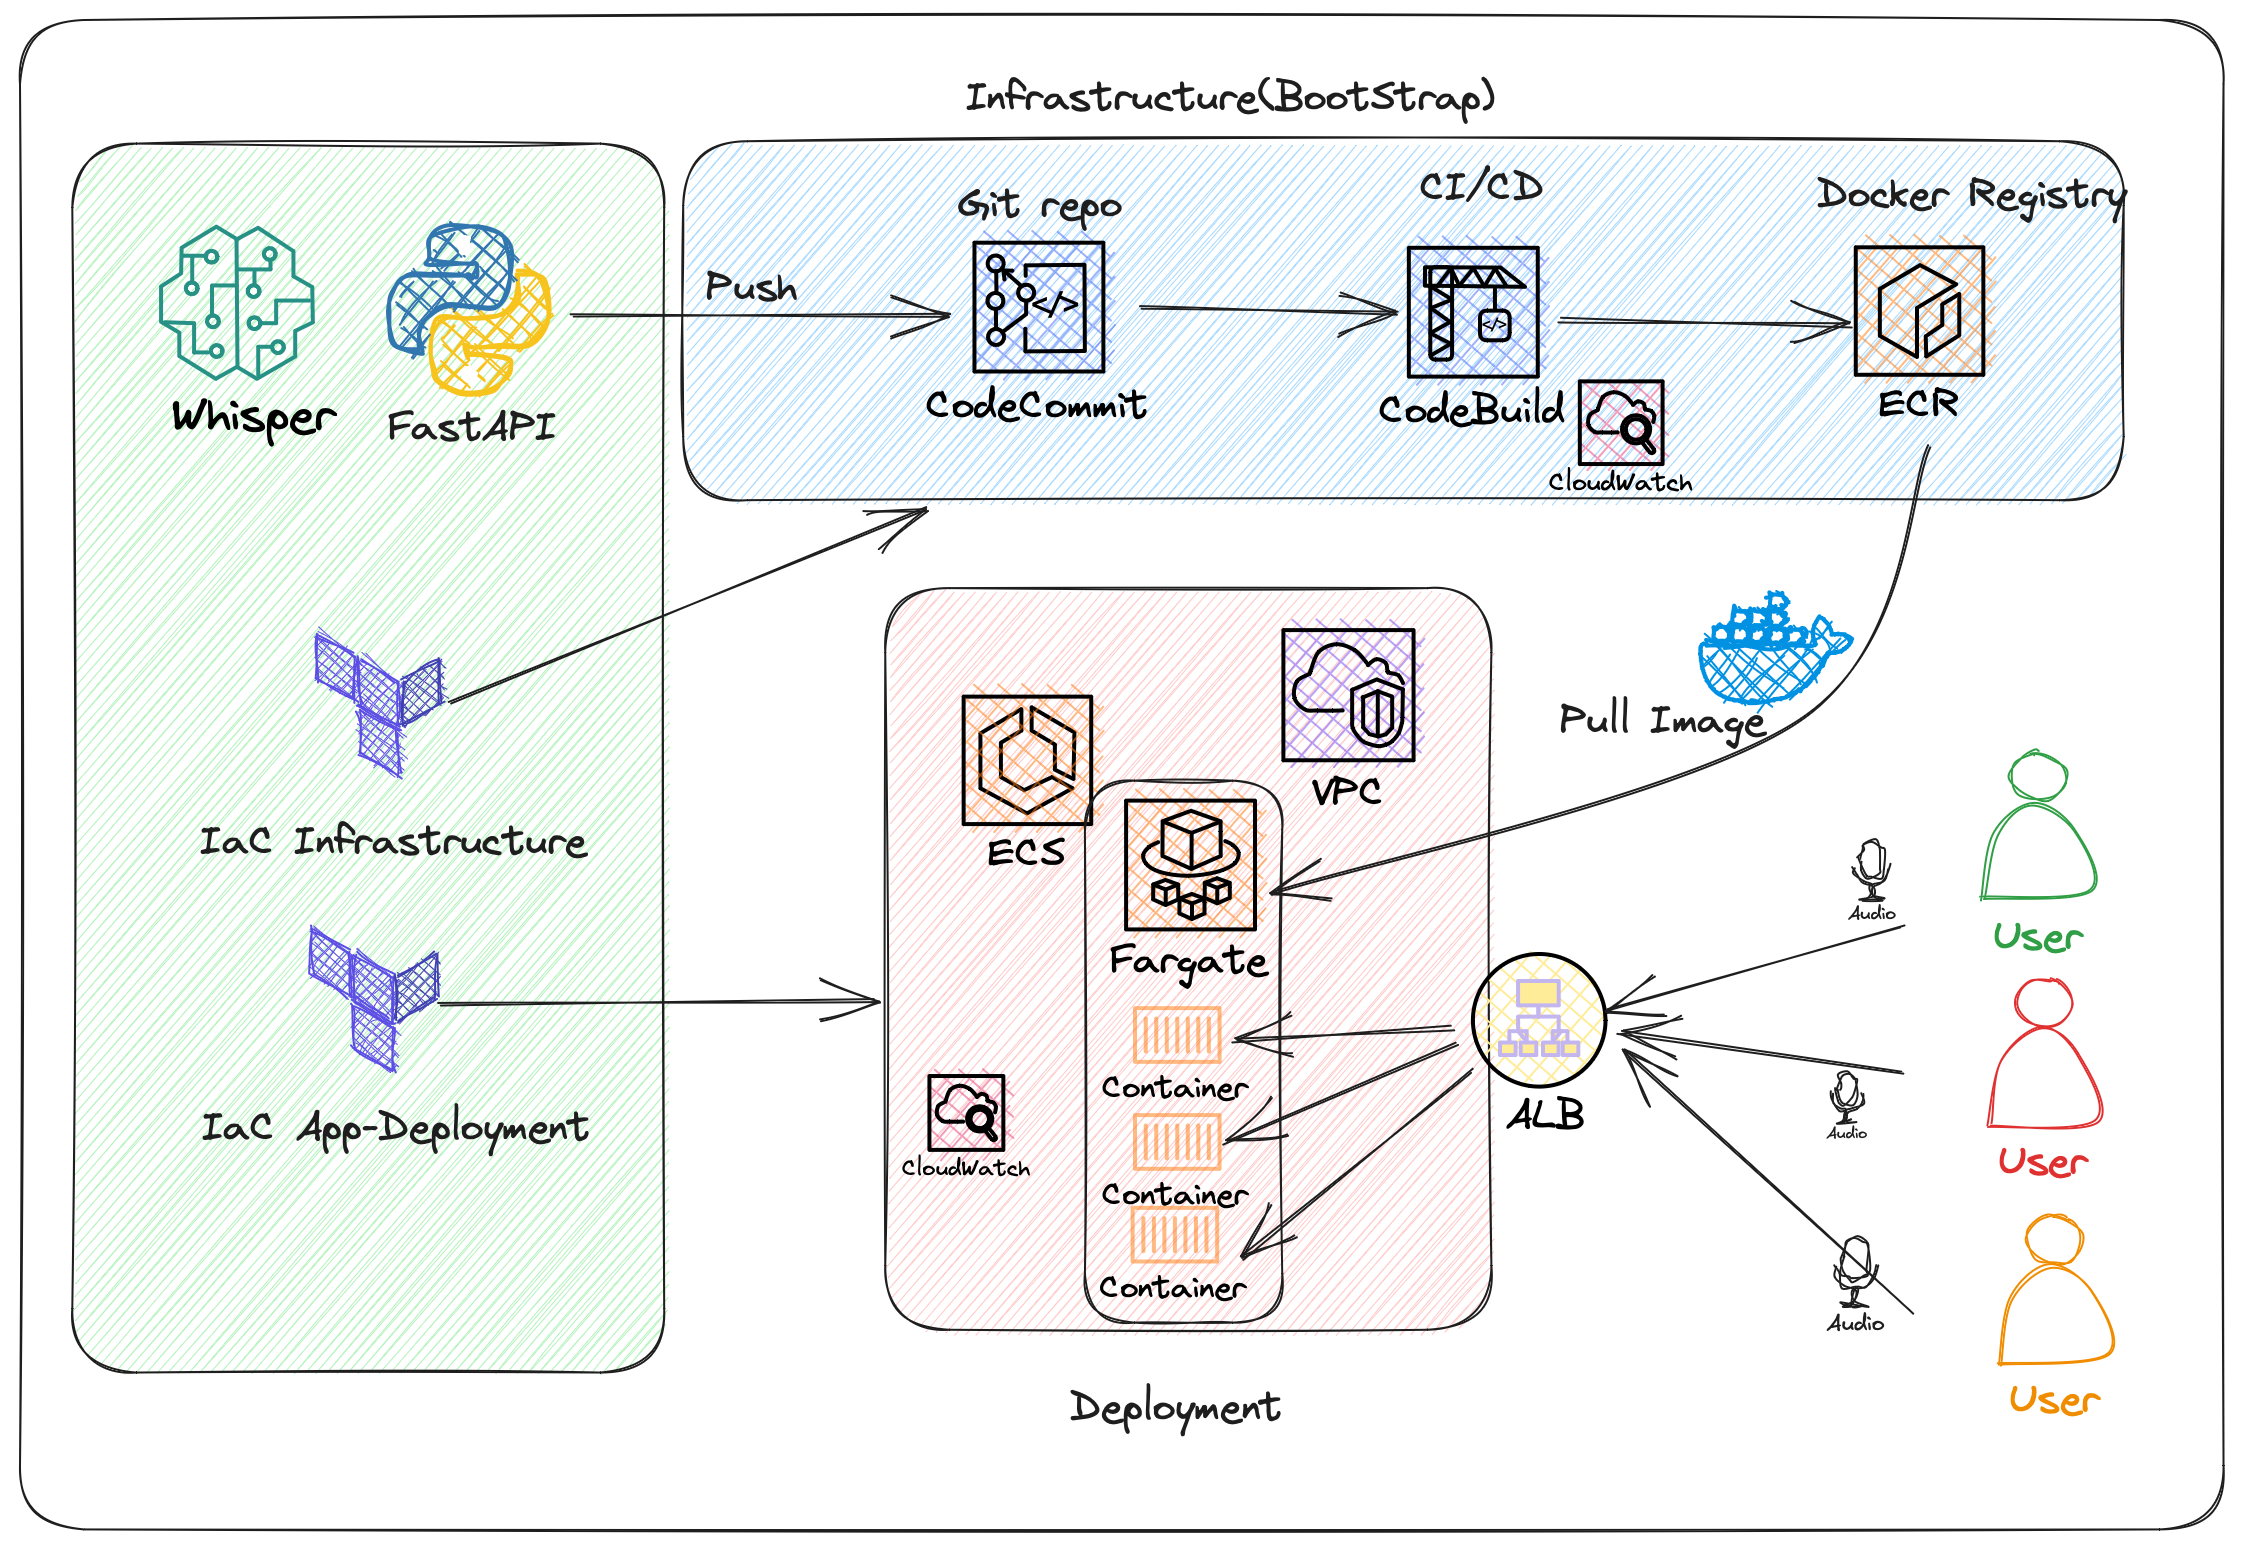 Infrastructure(BootStrap)
Git repo
CI/CD
Docker Registry
Push
</>
</>
CodeCommit
CodeBuild
ECR
CloudWatch
Whisper
FastAPI
IaC Infrastructure
IaC App-Deployment
Pull Image
VPC
ECS
Fargate
Container
Container
Container
CloudWatch
ALB
Audio
User
Audio
User
Audio
User
Deployment